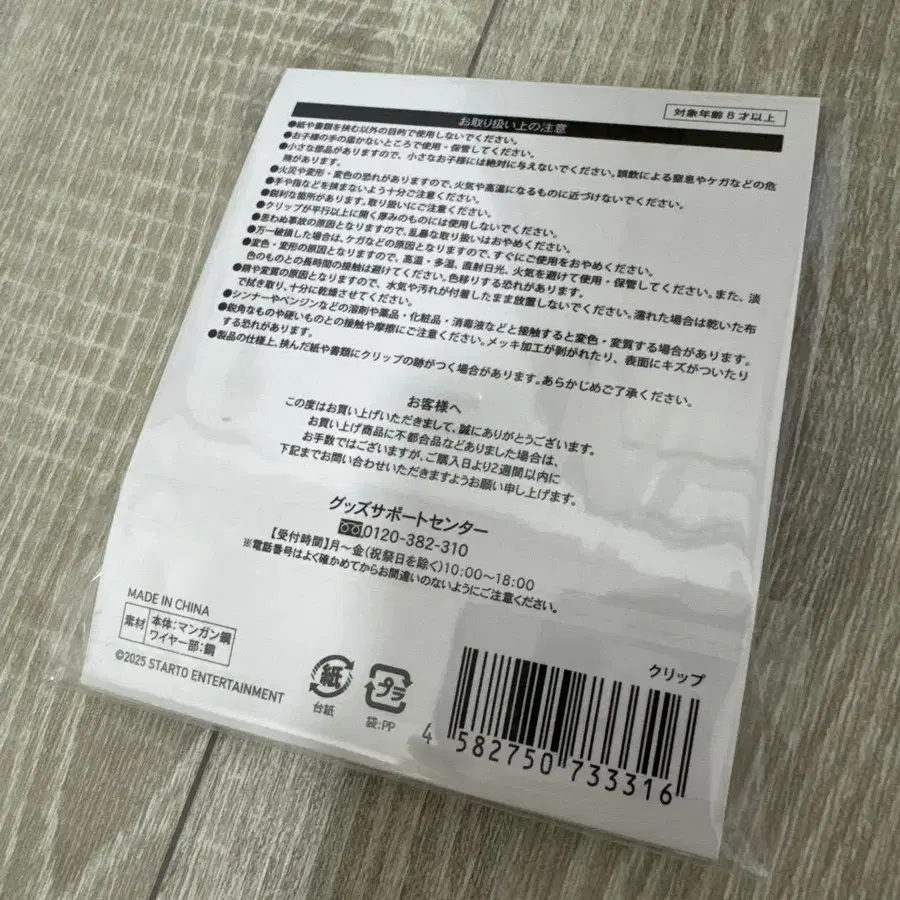 対象年齢8才以上
お取り扱い上の注意
●紙や書類を挟む以外の目的で使用しないでください。
●お子様の手の届かないところで使用・保管してください。
●小さな部品がありますので、小さなお子様には絶対に与えないでください。誤飲による窒息やケガなどの危
険があります。
●火災や変形・変色の恐れがありますので、火気や高温になるものに近づけないでください。
●手や指などを挟まないよう十分ご注意ください。
●鋭利な箇所があります。取り扱いにご注意ください。
●クリップが平行以上に開く厚みのものには使用しないでください。
●思わぬ事故の原因となりますので、乱暴な取り扱いはおやめください。
●万一破損した場合は、ケガなどの原因となりますので、すぐにご使用をおやめください。
●変色・変形の原因となりますので、高温・多湿、直射日光、火気を避けて使用・保管してください。また、淡
色のものとの長時間の接触は避けてください。色移りする恐れがあります。
●錆や変質の原因となりますので、水気や汚れが付着したまま放置しないでください。濡れた場合は乾いた布
で拭き取り、十分に乾燥させてください。
●シンナーやベンジンなどの溶剤や薬品・化粧品・消毒液などと接触すると変色・変質する場合があります。
●鋭角なものや硬いものとの接触や摩擦にご注意ください。メッキ加工が剥がれたり、表面にキズがついたり
する恐れがあります。
●製品の仕様上、挟んだ紙や書類にクリップの跡がつく場合があります。あらかじめご了承ください。
お客様へ
この度はお買い上げいただきまして、誠にありがとうございます。
お買い上げ商品に不都合品などありました場合は、
お手数ではございますが、ご購入日より2週間以内に
下記までお問い合わせいただきますようお願い申し上げます。
グッズサポートセンター
0120-382-310
【受付時間】月~金(祝祭日を除く)10:00~18:00
※電話番号はよく確かめてからお間違いのないようにご注意ください。
MADE IN CHINA
素材 本体:マンガン鋼
ワイヤー部:鋼
©2025 STARTO ENTERTAINMENT
紙
台紙
プラ
袋:PP
クリップ
4 582750 733316